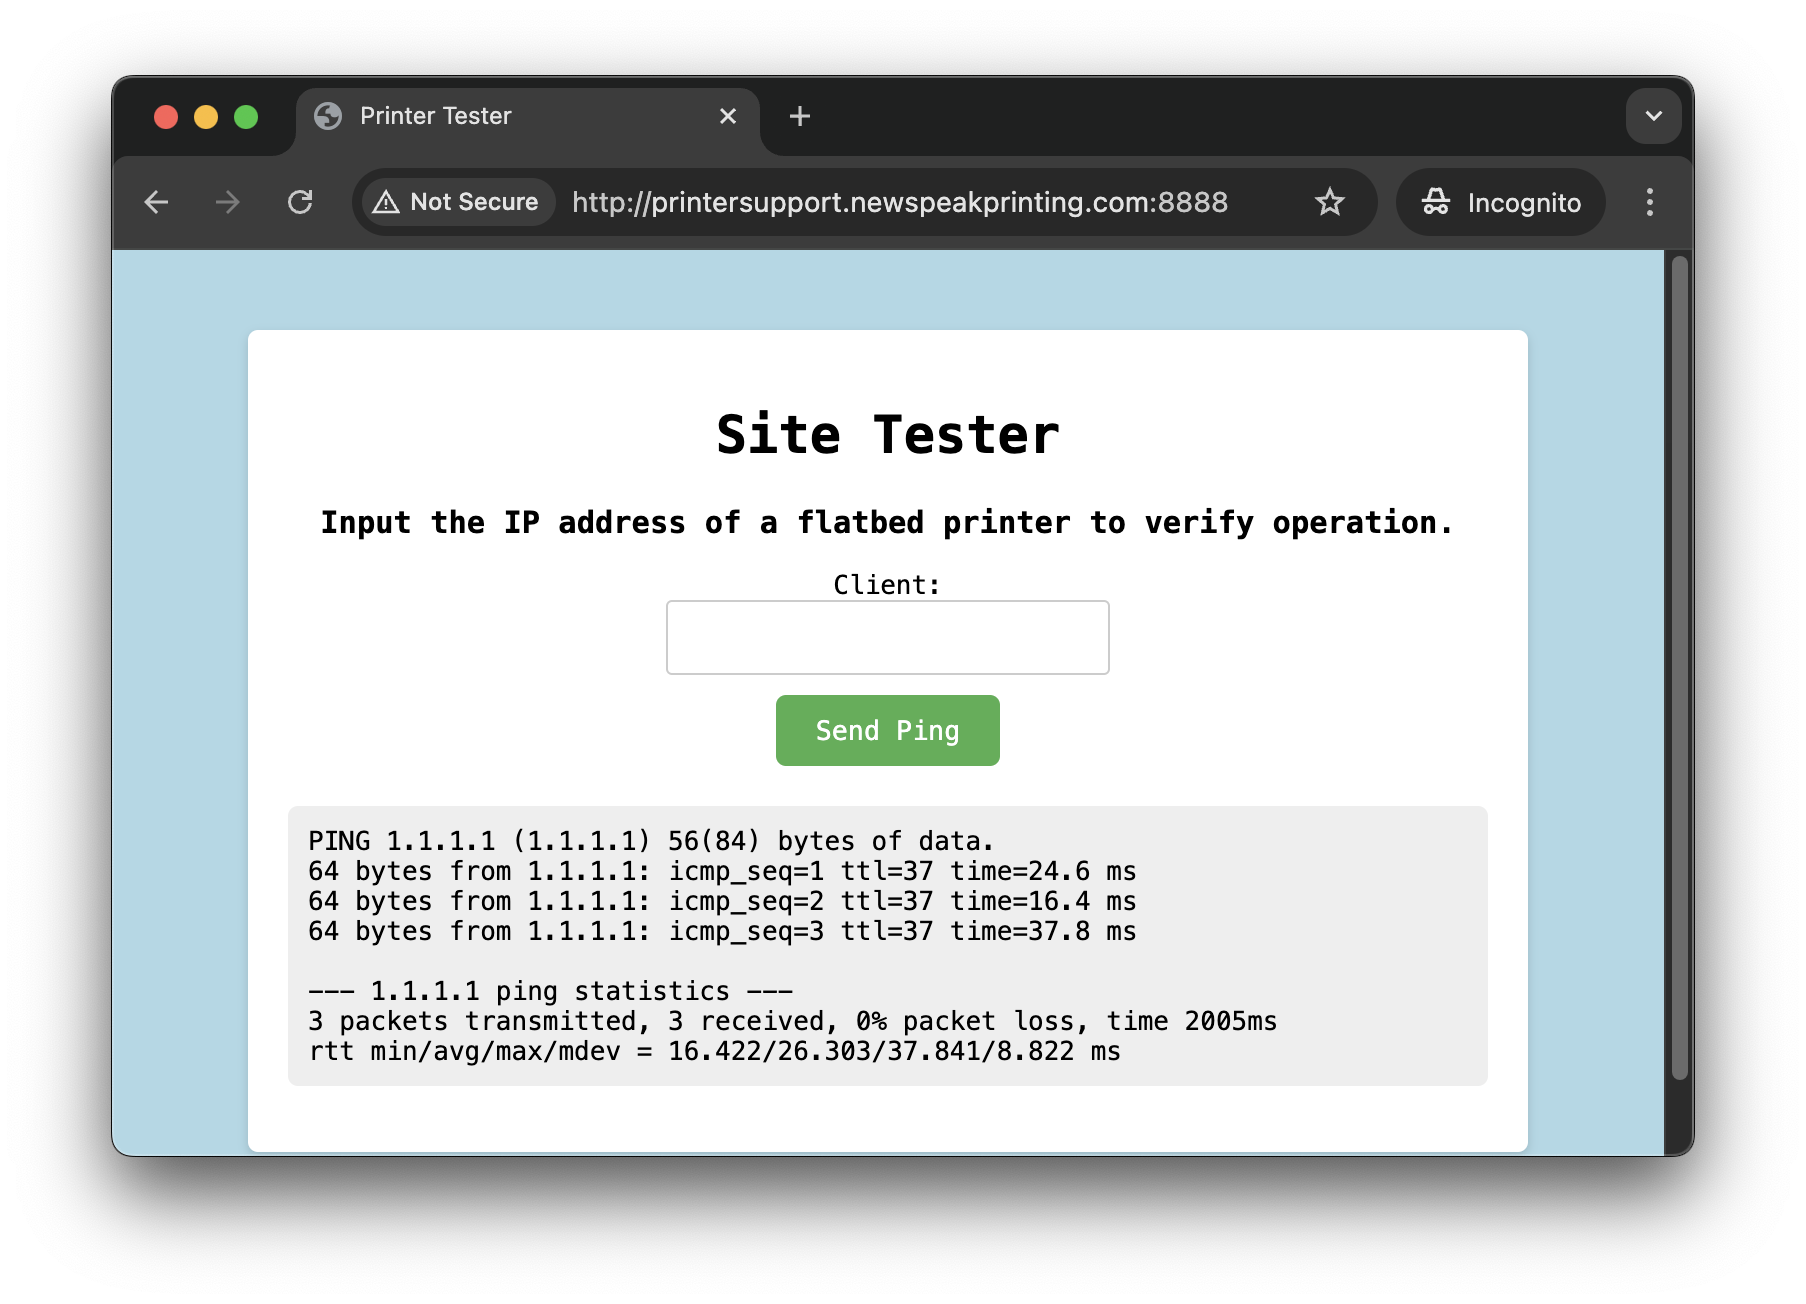 Printer Tester
Not Secure
http://printersupport.newspeakprinting.com:8888
Incognito
Site Tester
Input the IP address of a flatbed printer to verify operation.
Client:
Send Ping
PING 1.1.1.1 (1.1.1.1) 56(84) bytes of data.
64 bytes from 1.1.1.1: icmp_seq=1 ttl=37 time=24.6 ms
64 bytes from 1.1.1.1: icmp_seq=2 ttl=37 time=16.4 ms
64 bytes from 1.1.1.1: icmp_seq=3 ttl=37 time=37.8 ms
--- 1.1.1.1 ping statistics ---
3 packets transmitted, 3 received, 0% packet loss, time 2005ms
rtt min/avg/max/mdev = 16.422/26.303/37.841/8.822 ms